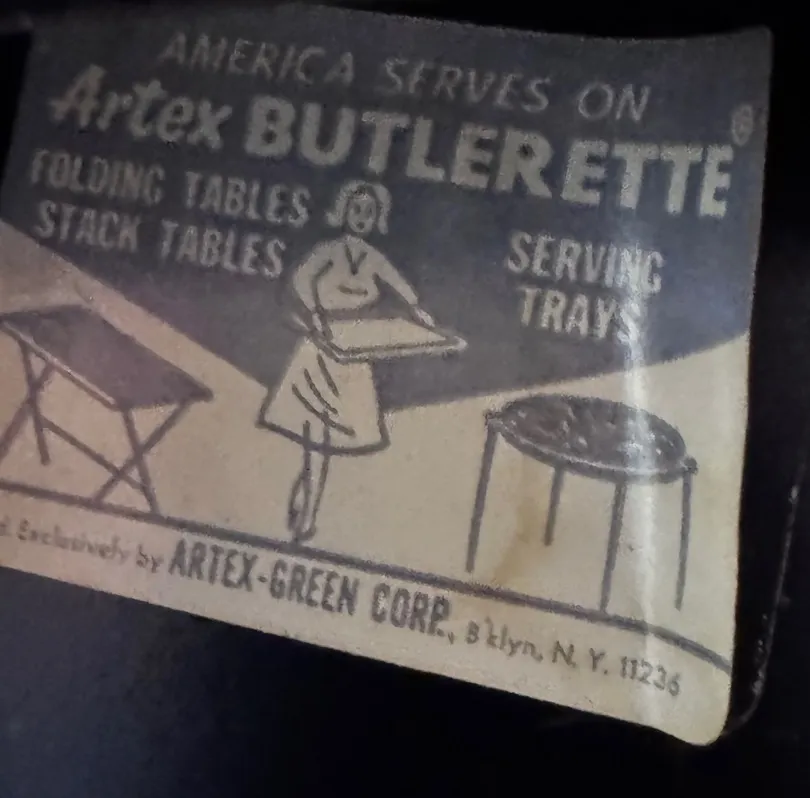 AMERICA SERVES ON
Artex BUTLERETTE®
FOLDING TABLES
STACK TABLES
SERVING
TRAYS
Exclusively by ARTEX-GREEN CORP., B'klyn, N. Y. 11236